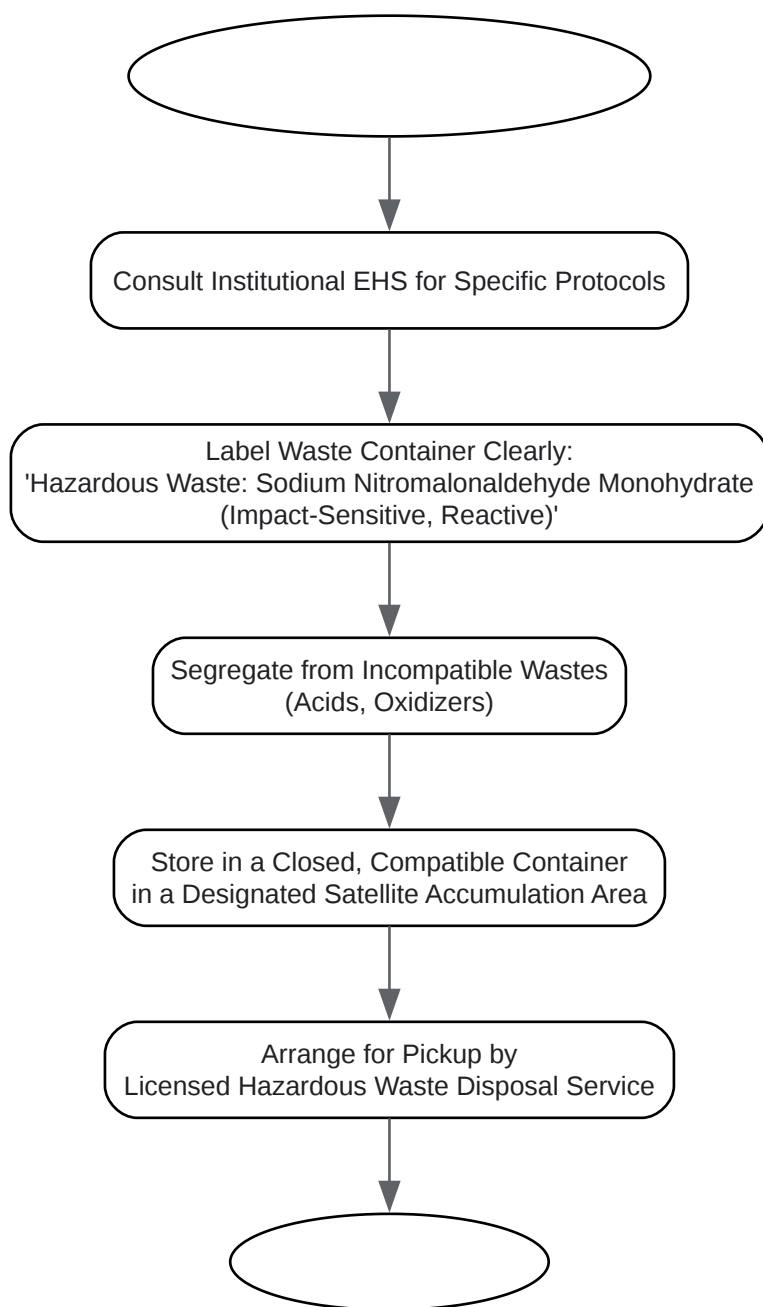 Consult Institutional EHS for Specific Protocols
Label Waste Container Clearly:
'Hazardous Waste: Sodium Nitromalonaldehyde Monohydrate
(Impact-Sensitive, Reactive)'
Segregate from Incompatible Wastes
(Acids, Oxidizers)
Store in a Closed, Compatible Container
in a Designated Satellite Accumulation Area
Arrange for Pickup by
Licensed Hazardous Waste Disposal Service